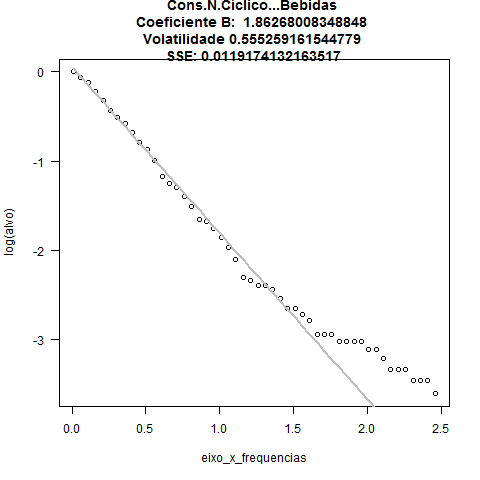 Cons.N.Ciclico...Bebidas
Coeficiente B:  1.86268008348848
Volatilidade 0.555259161544779
SSE: 0.0119174132163517
log(alvo)
0
-1
-2
-3
0.0 0.5 1.0 1.5 2.0 2.5
eixo_x_frequencias